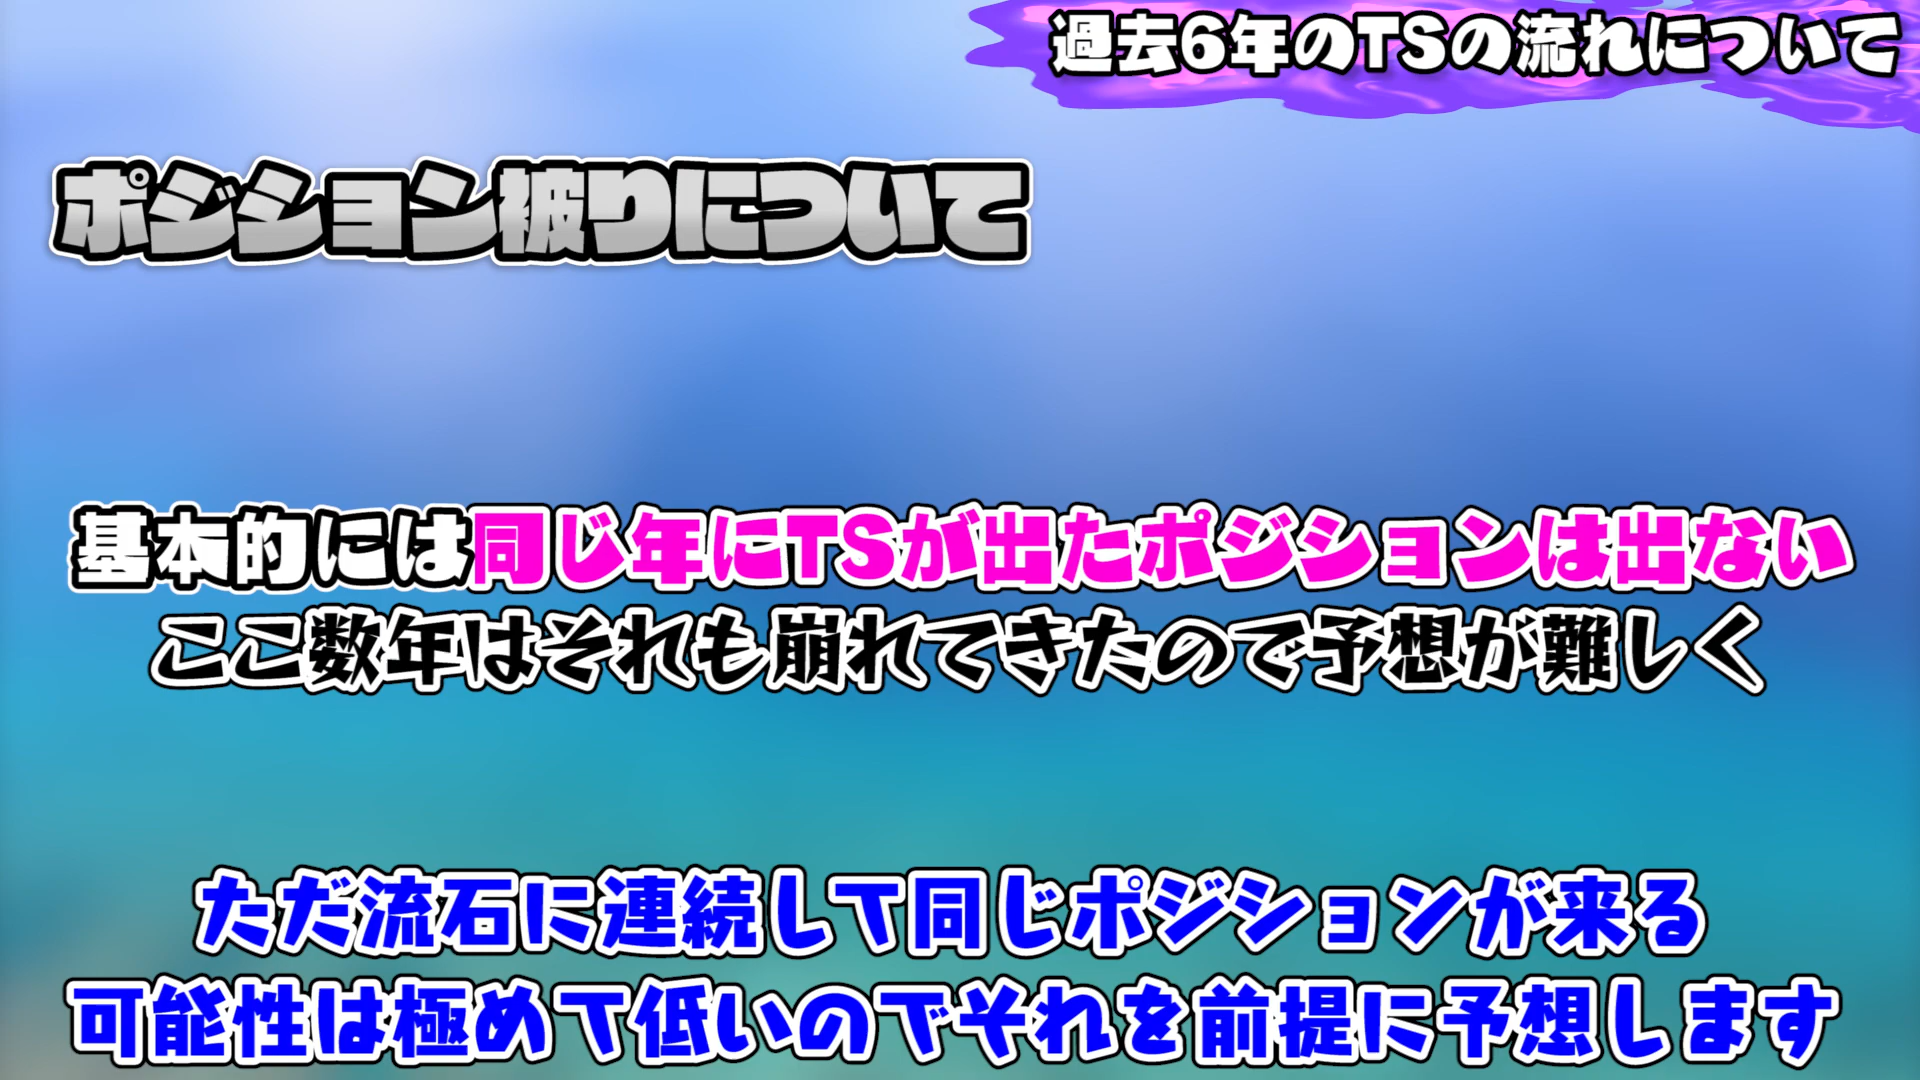 過去6年のTSの流れについて
ポジション被りについて
基本的には同じ年にTSが出たポジションは出ない
ここ数年はそれも崩れてきたので予想が難しく
ただ流石に連続して同じポジションが来る
可能性は極めて低いのでそれを前提に予想します